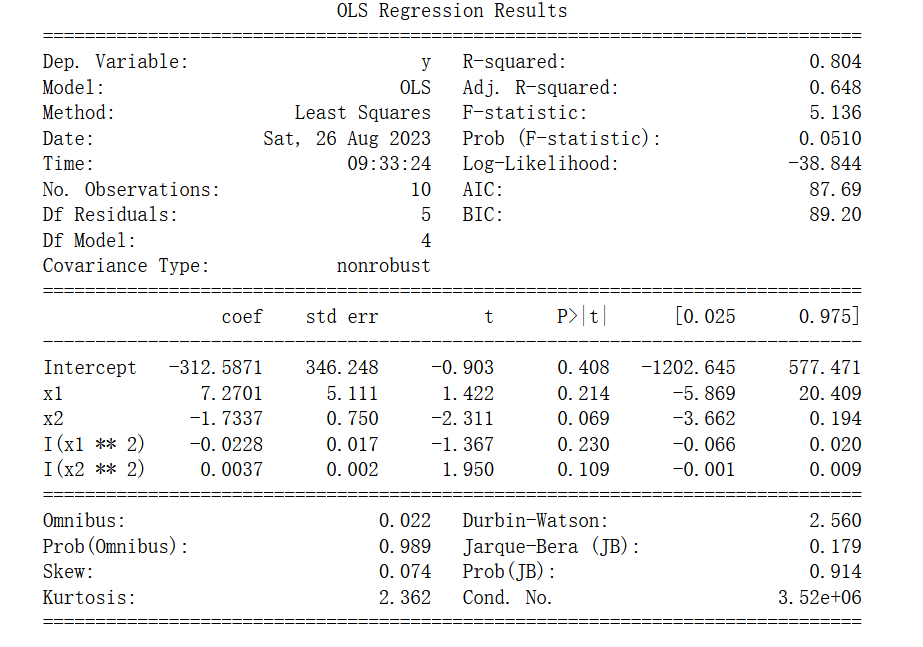 OLS Regression Results
==============================================================================
Dep. Variable:                      y   R-squared:                       0.804
Model:                            OLS   Adj. R-squared:                  0.648
Method:                 Least Squares   F-statistic:                     5.136
Date:                Sat, 26 Aug 2023   Prob (F-statistic):             0.0510
Time:                        09:33:24   Log-Likelihood:                -38.844
No. Observations:                  10   AIC:                             87.69
Df Residuals:                       5   BIC:                             89.20
Df Model:                           4
Covariance Type:            nonrobust
==============================================================================
                 coef    std err          t      P>|t|      [0.025      0.975]
------------------------------------------------------------------------------
Intercept   -312.5871    346.248     -0.903      0.408   -1202.645     577.471
x1             7.2701      5.111      1.422      0.214      -5.869      20.409
x2            -1.7337      0.750     -2.311      0.069      -3.662       0.194
I(x1 ** 2)    -0.0228      0.017     -1.367      0.230      -0.066       0.020
I(x2 ** 2)     0.0037      0.002      1.950      0.109      -0.001       0.009
==============================================================================
Omnibus:                        0.022   Durbin-Watson:                   2.560
Prob(Omnibus):                  0.989   Jarque-Bera (JB):                0.179
Skew:                           0.074   Prob(JB):                        0.914
Kurtosis:                       2.362   Cond. No.                     3.52e+06
==============================================================================